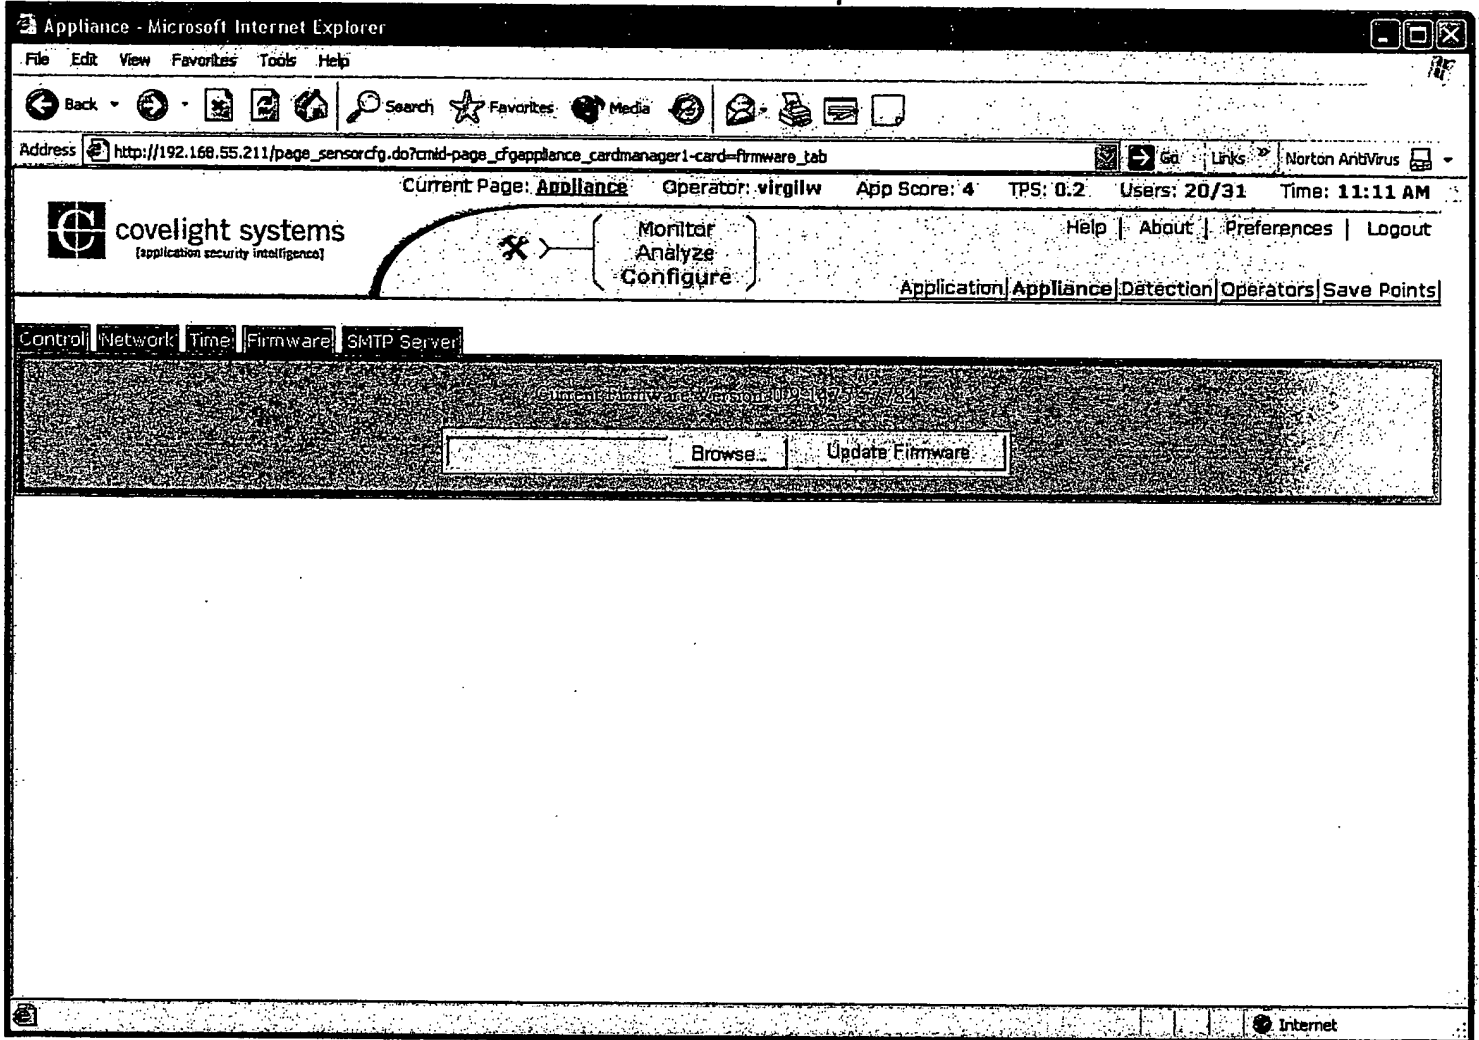 Appliance - Microsoft Internet Explorer
File Edit View Favorites Tools Help
Back Search Favorites Media
Address http://192.168.55.211/page_sensorcfg.do?cmld-page_cfgappliance_cardmanager1-card=firmware_tab Go Links » Norton AntiVirus
Current Page: Appliance Operator: virgilw App Score: 4 TPS: 0.2 Users: 20/31 Time: 11:11 AM
covelight systems
[application security intelligence]
Monitor
Analyze
Configure
Help | About | Preferences | Logout
Application| Appliance| Detection| Operators| Save Points|
Control| Network| Time| Firmware| SMTP Server|
Current Firmware Version:
Browse... Update Firmware
Internet